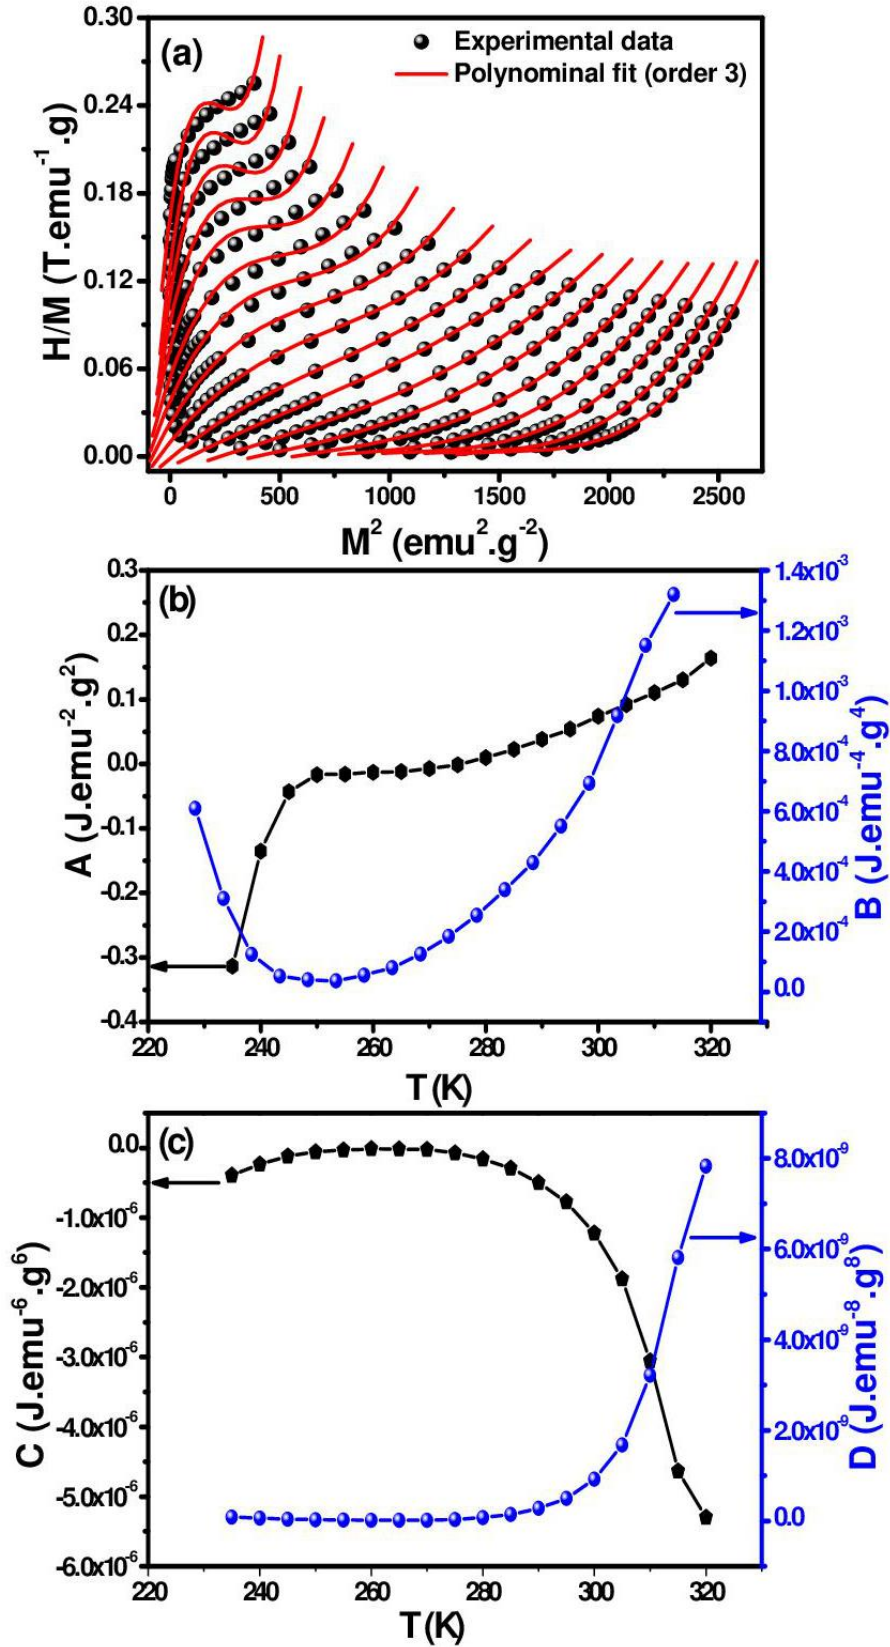 (a)
Experimental data
Polynominal fit (order 3)
0.30
0.24
0.18
0.12
0.06
0.00
H/M (T.emu⁻¹.g)
0 500 1000 1500 2000 2500
M² (emu².g⁻²)
(b)
0.3
0.2
0.1
0.0
-0.1
-0.2
-0.3
-0.4
A (J.emu⁻².g²)
1.4x10⁻³
1.2x10⁻³
1.0x10⁻³
8.0x10⁻⁴
6.0x10⁻⁴
4.0x10⁻⁴
2.0x10⁻⁴
0.0
B (J.emu⁻⁴.g⁴)
220 240 260 280 300 320
T (K)
(c)
0.0
-1.0x10⁻⁶
-2.0x10⁻⁶
-3.0x10⁻⁶
-4.0x10⁻⁶
-5.0x10⁻⁶
-6.0x10⁻⁶
C (J.emu⁻⁶.g⁶)
8.0x10⁻⁹
6.0x10⁻⁹
4.0x10⁻⁹
2.0x10⁻⁹
0.0
D (J.emu⁻⁸.g⁸)
220 240 260 280 300 320
T (K)